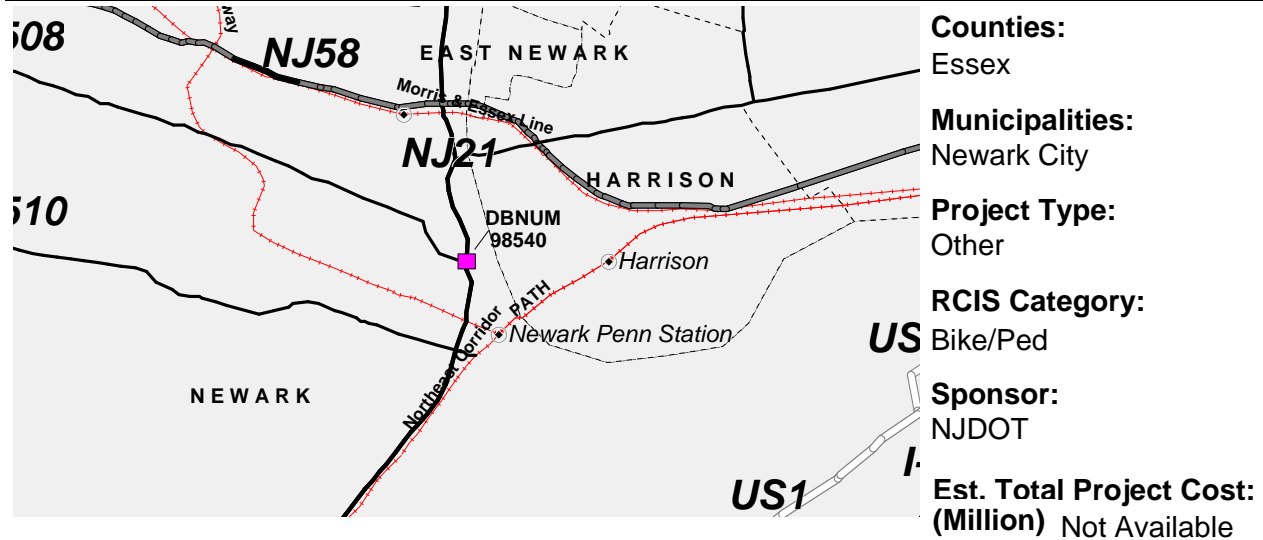 508
NJ58
way
EAST NEWARK
Morris & Essex Line
NJ21
HARRISON
510
DBNUM
98540
Harrison
PATH
Newark Penn Station
Northeast Corridor
NEWARK
US
US1
I-
Counties:
Essex
Municipalities:
Newark City
Project Type:
Other
RCIS Category:
Bike/Ped
Sponsor:
NJDOT
Est. Total Project Cost:
(Million) Not Available